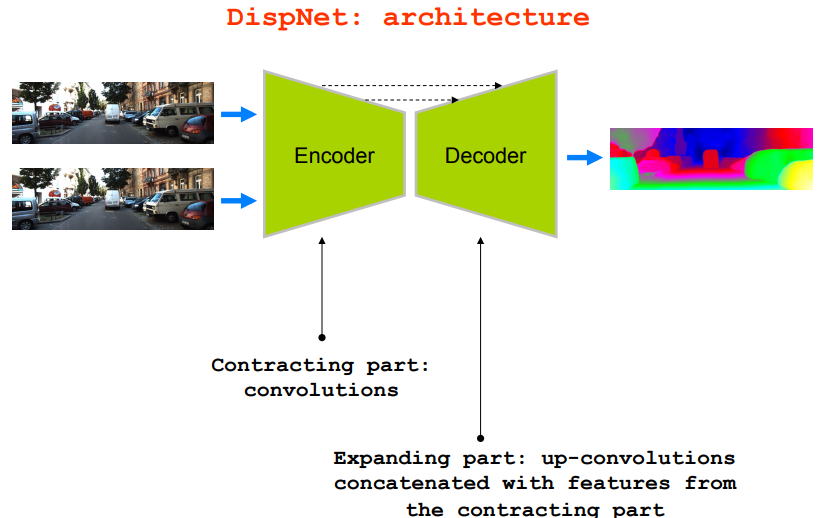 DispNet: architecture
Encoder
Decoder
Contracting part:
convolutions
Expanding part: up-convolutions
concatenated with features from
the contracting part